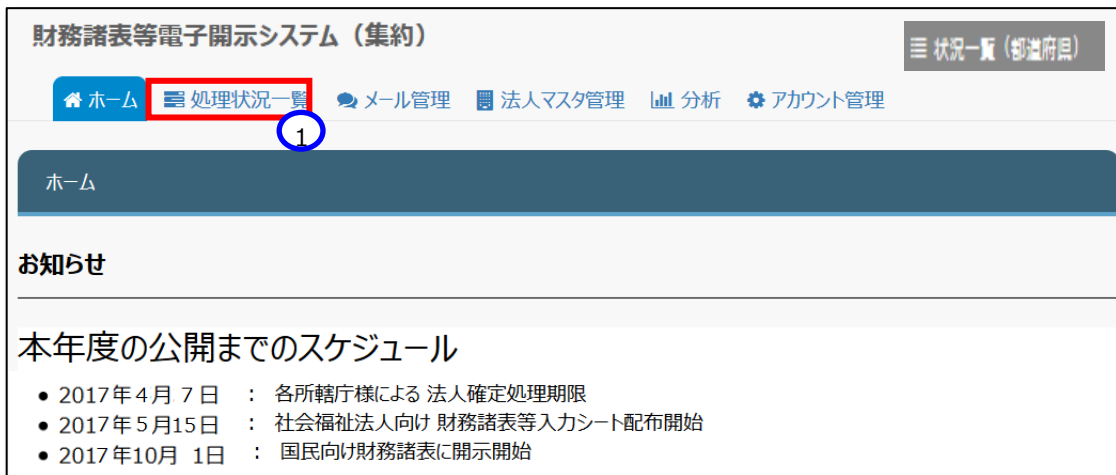 財務諸表等電子開示システム（集約）
状況一覧（都道府県）
ホーム 処理状況一覧 メール管理 法人マスタ管理 分析 アカウント管理
1
ホーム
お知らせ
本年度の公開までのスケジュール
● 2017年4月 7 日 ： 各所轄庁様による 法人確定処理期限
● 2017年5月15日 ： 社会福祉法人向け 財務諸表等入力シート配布開始
● 2017年10月 1日 ： 国民向け財務諸表に開示開始